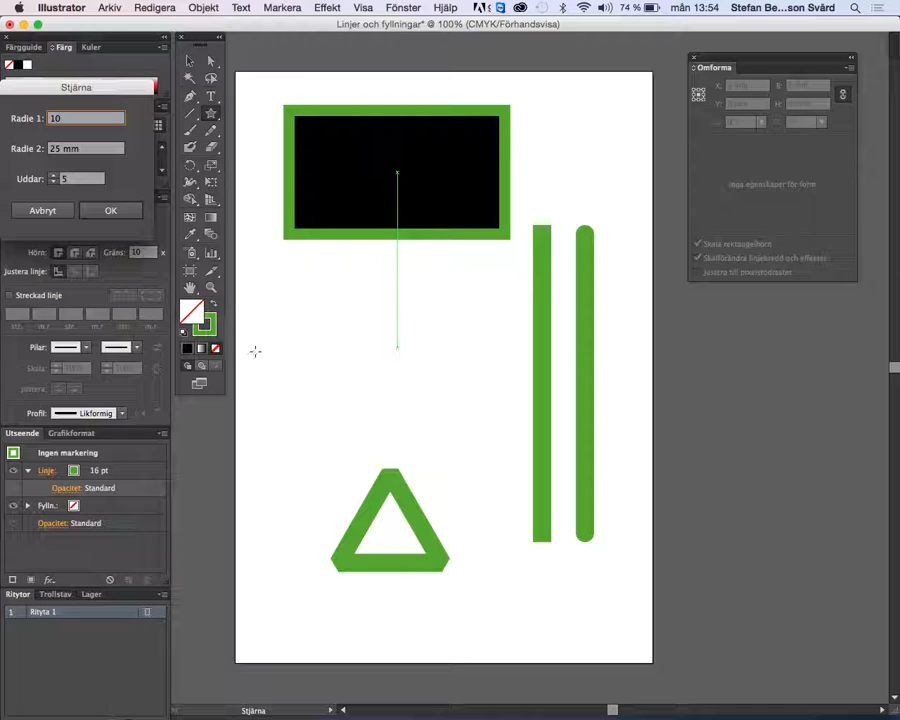 Illustrator Arkiv Redigera Objekt Text Markera Effekt Visa Fönster Hjälp 74 % mån 13:54 Stefan Be...son Svärd
Linjer och fyllningar* @ 100% (CMYK/Förhandsvisa)
Färgguide Färg Kuler
Stjärna
Radie 1: 10
Radie 2: 25 mm
Uddar: 5
Avbryt OK
Hörn: Gräns: 10 x
Justera linje:
Streckad linje
Pilar:
Skala:
Justera:
Profil: Likformig
Utseende Grafikformat
Ingen markering
Linje: 16 pt
Opacitet: Standard
Fylln.:
Opacitet: Standard
fx
Ritytor Trollstav Lager
1 Rityta 1
Omforma
X: B:
Y:
Inga egenskaper för form
Skala rektangelhörn
Skalförändra linjebredd och effekter
Justera till pixelstödraster
Stjärna